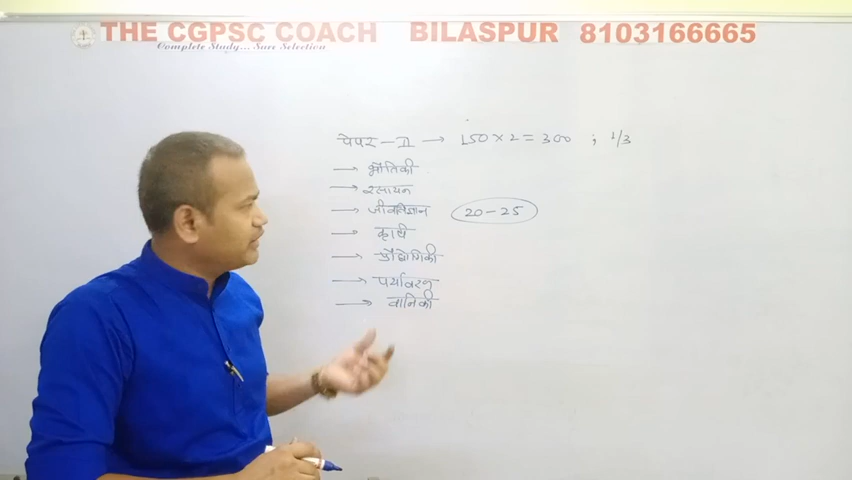 THE CGPSC COACH BILASPUR 8103166665
Complete Study... Sure Selection
पेपर - II → 150 × 2 = 300 ; 1/3
→ भौतिकी
→ रसायन
→ जीवविज्ञान 20 - 25
→ कृषि
→ प्रौद्योगिकी
→ पर्यावरण
→ वानिकी